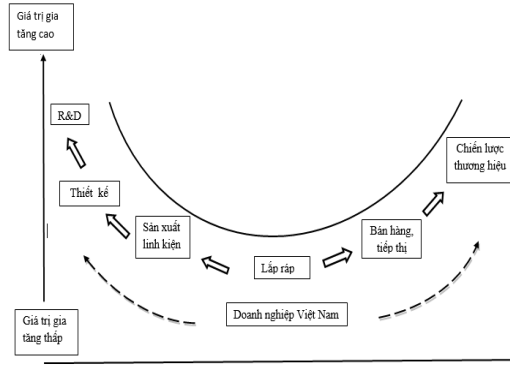 Giá trị gia
tăng cao
R&D
Chiến lược
thương hiệu
Thiết kế
Sản xuất
linh kiện
Bán hàng,
tiếp thị
Lắp ráp
Giá trị gia
tăng thấp
Doanh nghiệp Việt Nam